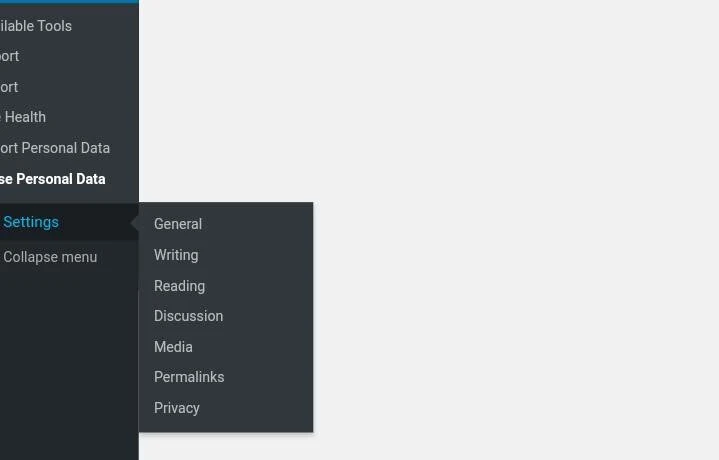 ilable Tools
ort
ort
Health
ort Personal Data
se Personal Data
Settings
Collapse menu
General
Writing
Reading
Discussion
Media
Permalinks
Privacy